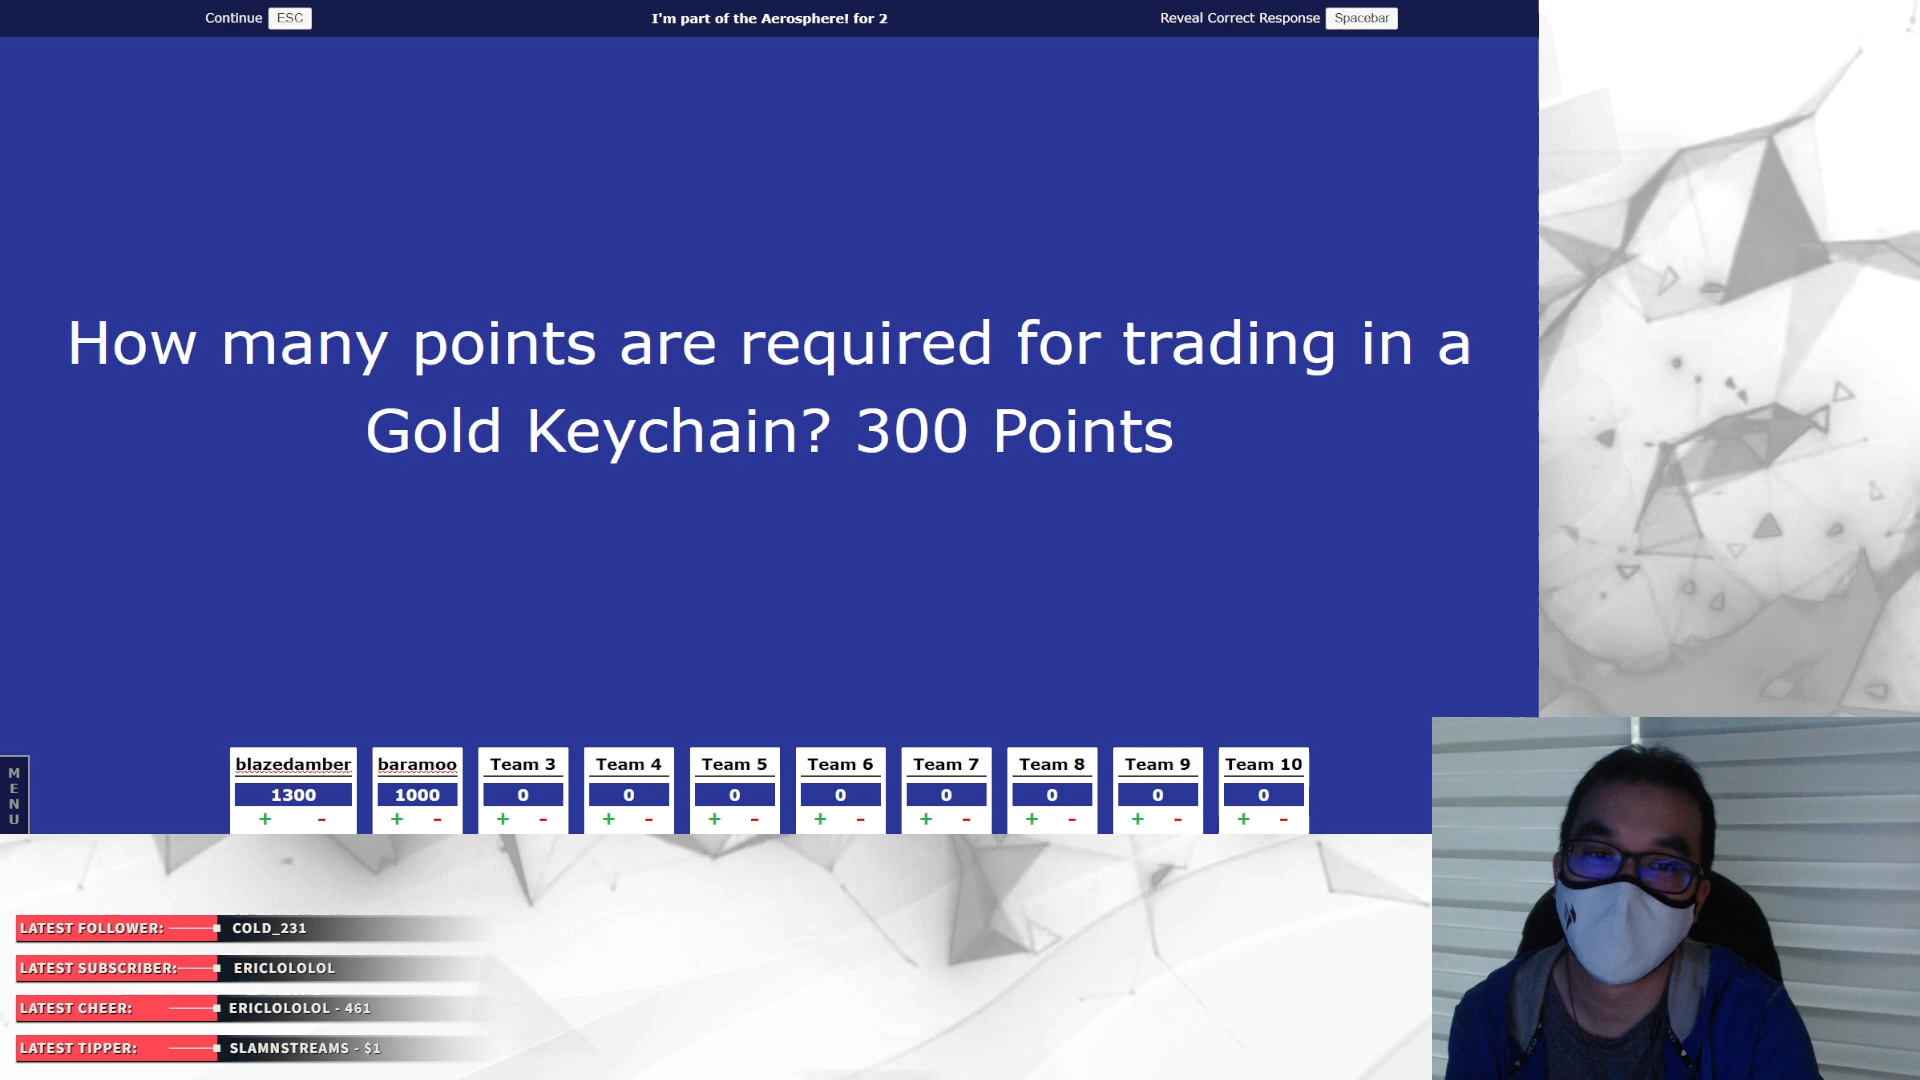 Continue ESC
I'm part of the Aerosphere! for 2
Reveal Correct Response Spacebar
How many points are required for trading in a
Gold Keychain? 300 Points
MENU
blazedamber baramoo Team 3 Team 4 Team 5 Team 6 Team 7 Team 8 Team 9 Team 10
1300 1000 0 0 0 0 0 0 0 0
+ - + - + - + - + - + - + - + - + - + -
LATEST FOLLOWER: COLD_231
LATEST SUBSCRIBER: ERICLOLOLOL
LATEST CHEER: ERICLOLOLOL - 461
LATEST TIPPER: SLAMNSTREAMS - $1